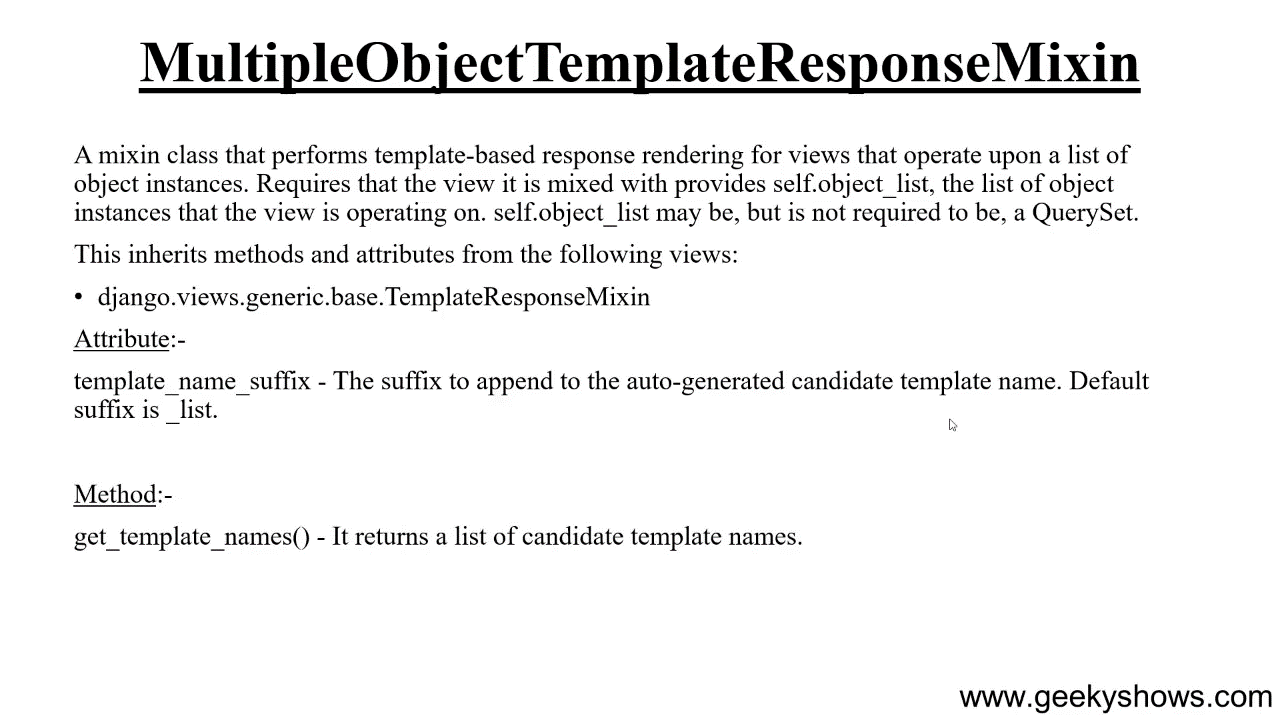 MultipleObjectTemplateResponseMixin
A mixin class that performs template-based response rendering for views that operate upon a list of
object instances. Requires that the view it is mixed with provides self.object_list, the list of object
instances that the view is operating on. self.object_list may be, but is not required to be, a QuerySet.
This inherits methods and attributes from the following views:
• django.views.generic.base.TemplateResponseMixin
Attribute:-
template_name_suffix - The suffix to append to the auto-generated candidate template name. Default
suffix is _list.
Method:-
get_template_names() - It returns a list of candidate template names.
www.geekyshows.com